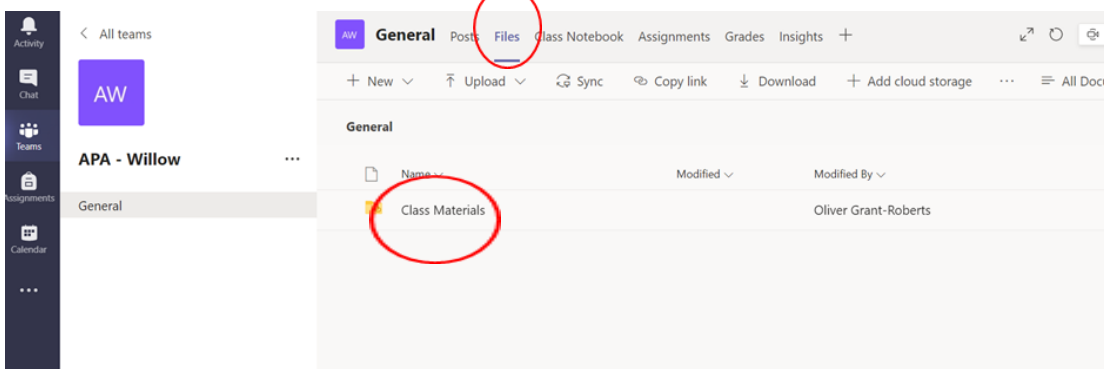 Activity
Chat
Teams
Assignments
Calendar
All teams
AW
APA - Willow
General
AW General Posts Files Class Notebook Assignments Grades Insights
New Upload Sync Copy link Download Add cloud storage All Docu
General
Name Modified Modified By
Class Materials Oliver Grant-Roberts